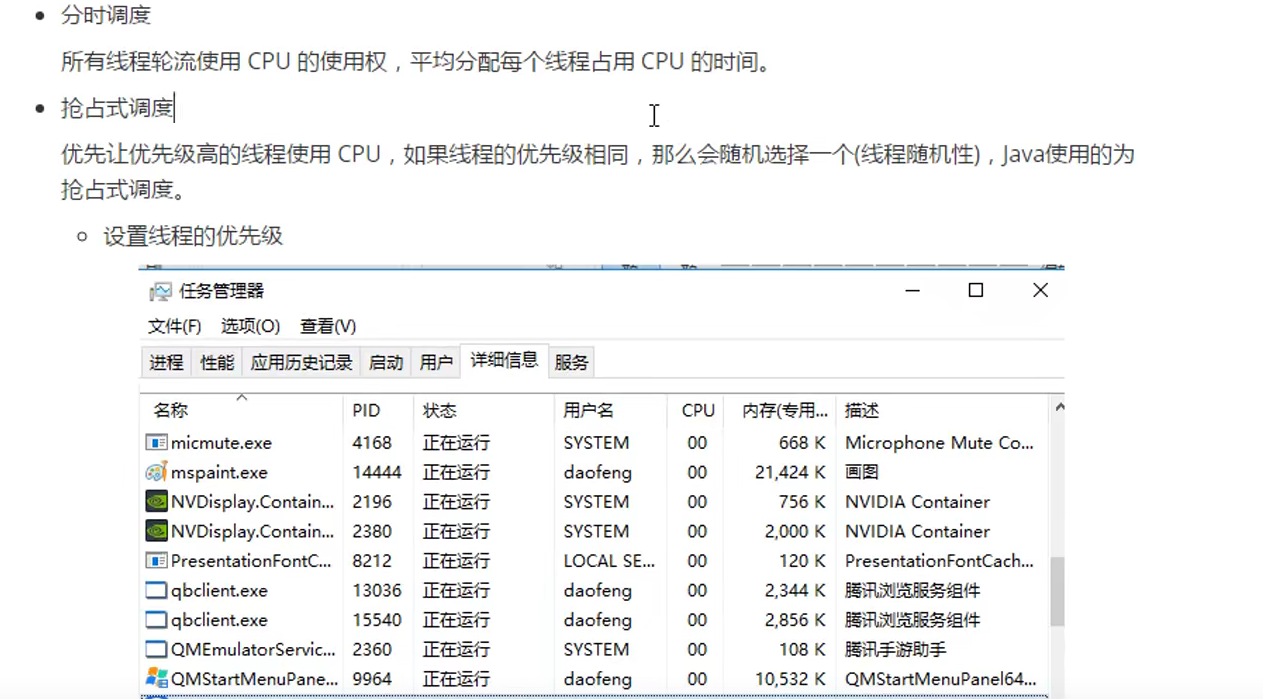 分时调度
所有线程轮流使用 CPU 的使用权，平均分配每个线程占用 CPU 的时间。
抢占式调度
优先让优先级高的线程使用 CPU，如果线程的优先级相同，那么会随机选择一个(线程随机性)，Java使用的为
抢占式调度。
设置线程的优先级
任务管理器
文件(F) 选项(O) 查看(V)
进程 性能 应用历史记录 启动 用户 详细信息 服务
名称 PID 状态 用户名 CPU 内存(专用... 描述
micmute.exe 4168 正在运行 SYSTEM 00 668 K Microphone Mute Co...
mspaint.exe 14444 正在运行 daofeng 00 21,424 K 画图
NVDisplay.Contain... 2196 正在运行 SYSTEM 00 756 K NVIDIA Container
NVDisplay.Contain... 2380 正在运行 SYSTEM 00 2,000 K NVIDIA Container
PresentationFontC... 8212 正在运行 LOCAL SE... 00 120 K PresentationFontCach...
qbclient.exe 13036 正在运行 daofeng 00 2,344 K 腾讯浏览服务组件
qbclient.exe 15540 正在运行 daofeng 00 2,856 K 腾讯浏览服务组件
QMEmulatorServic... 2360 正在运行 SYSTEM 00 108 K 腾讯手游助手
QMStartMenuPane... 9964 正在运行 daofeng 00 10,532 K QMStartMenuPanel64...